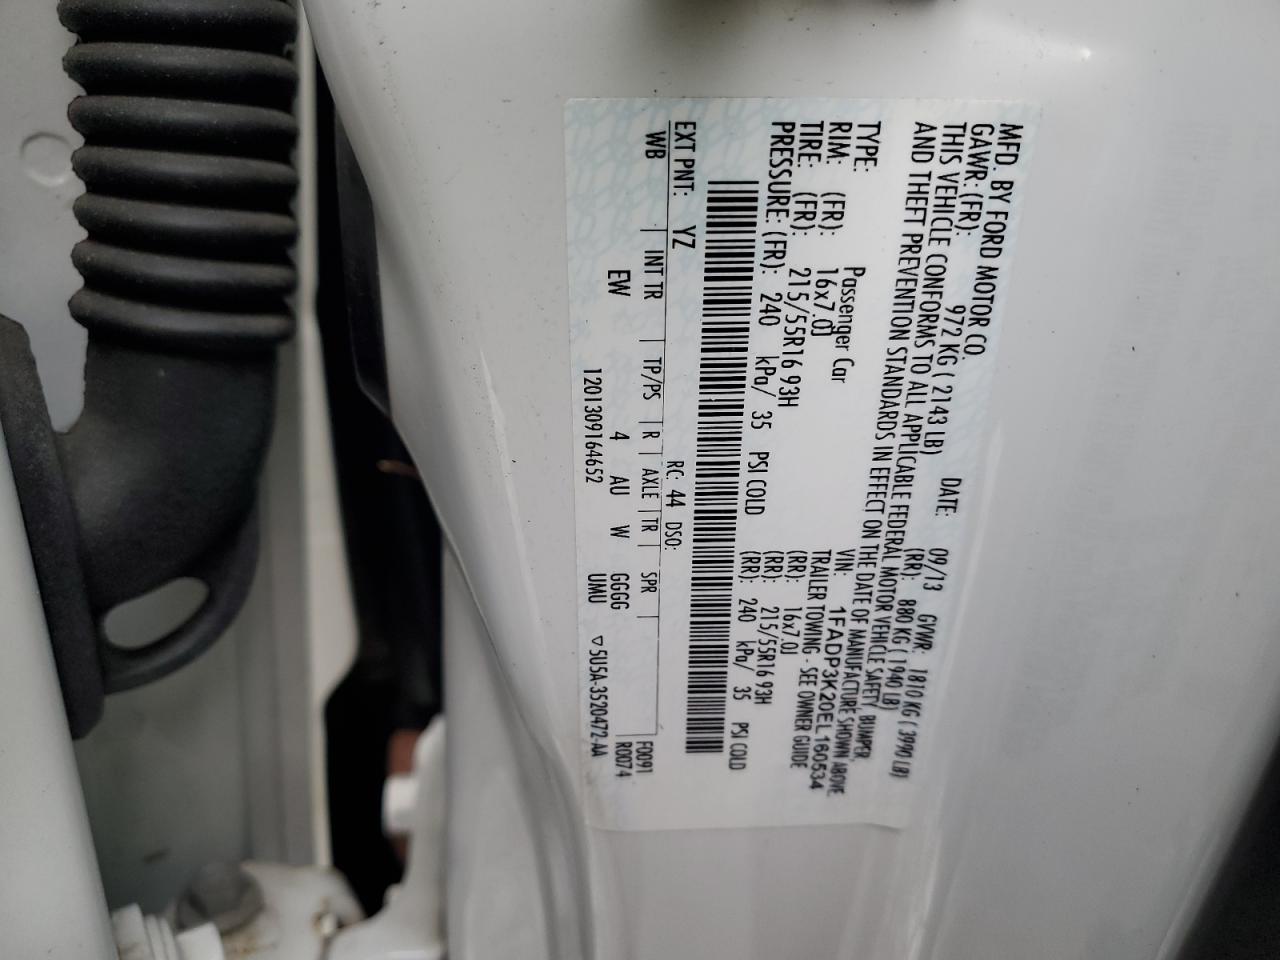 MFD. BY FORD MOTOR CO. DATE: 09/13 GVWR: 1810 KG ( 3990 LB)
GAWR: (FR): 972 KG ( 2143 LB) (RR): 880 KG ( 1940 LB)
THIS VEHICLE CONFORMS TO ALL APPLICABLE FEDERAL MOTOR VEHICLE SAFETY, BUMPER,
AND THEFT PREVENTION STANDARDS IN EFFECT ON THE DATE OF MANUFACTURE SHOWN ABOVE.
VIN: 1FADP3K20EL160534
TYPE: Passenger Car TRAILER TOWING - SEE OWNER GUIDE
RIM: (FR): 16x7.0J (RR): 16x7.0J
TIRE: (FR): 215/55R16 93H (RR): 215/55R16 93H
PRESSURE: (FR): 240 kPa/ 35 PSI COLD (RR): 240 kPa/ 35 PSI COLD
EXT PNT: YZ RC: 44 DSO:
WB | INT TR | TP/PS | R | AXLE | TR | SPR | F0091
EW 4 AU W GGGG R0074
1201309164652 UMU ▽5U5A-3520472-AA